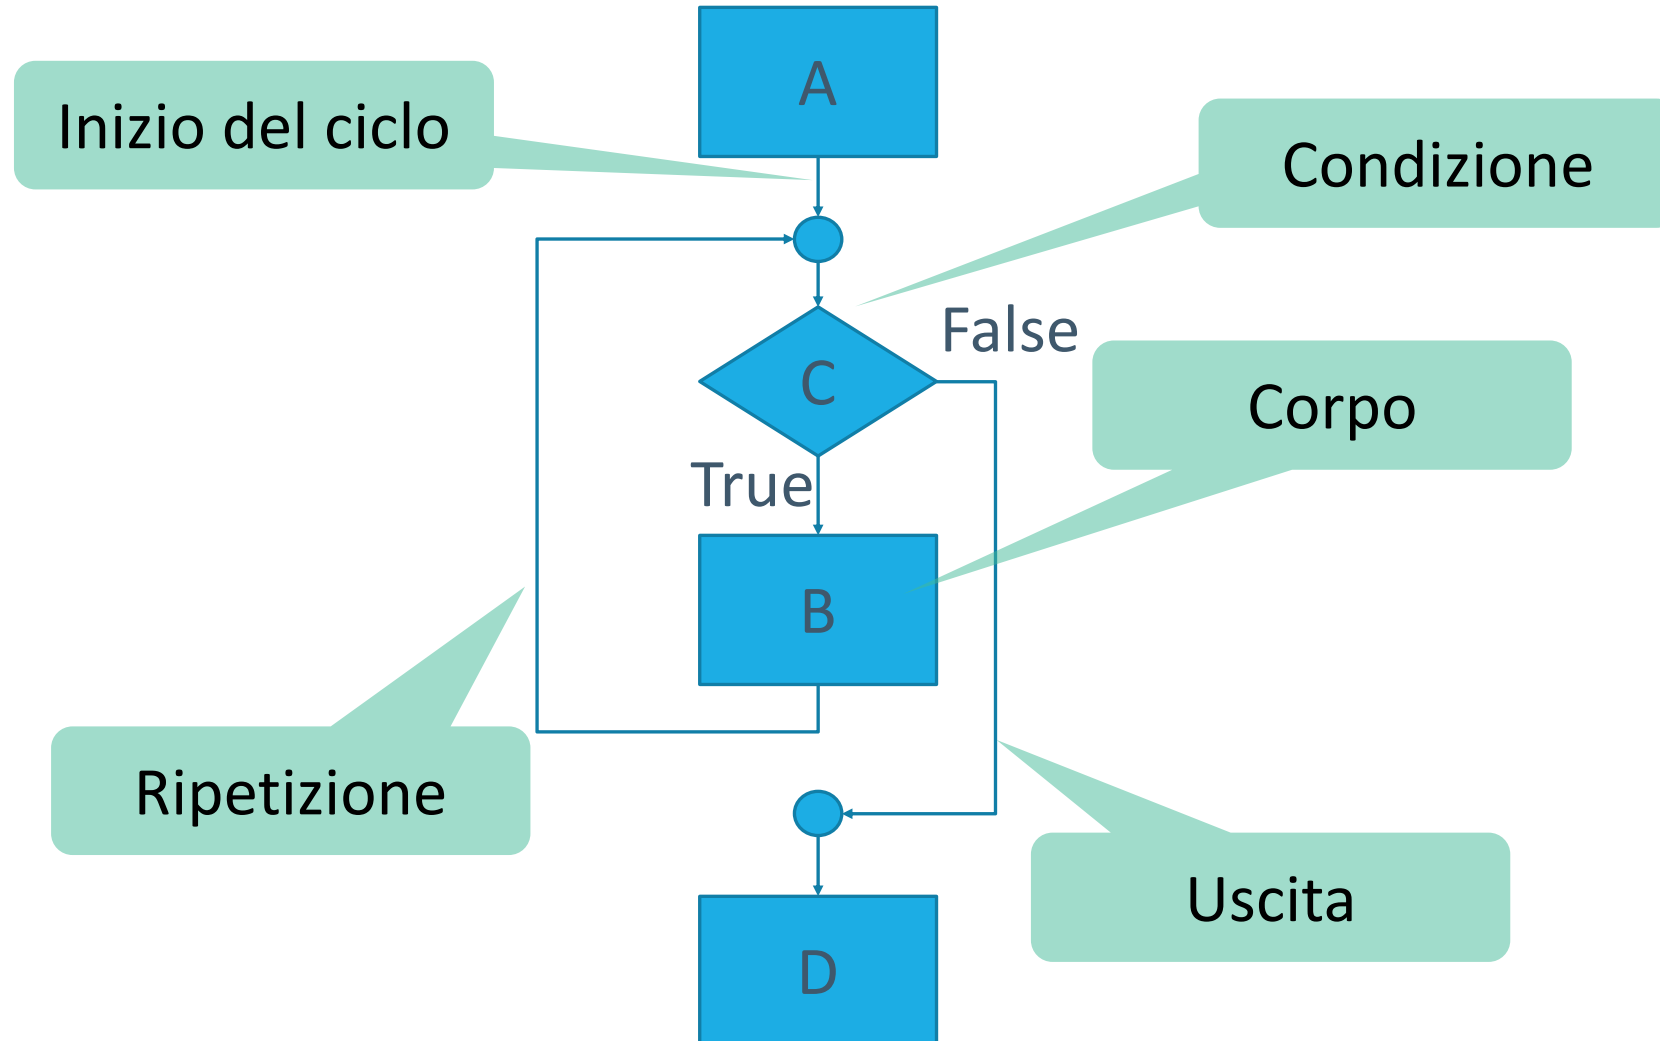 A
Inizio del ciclo
Condizione
False
C
Corpo
True
B
Ripetizione
Uscita
D